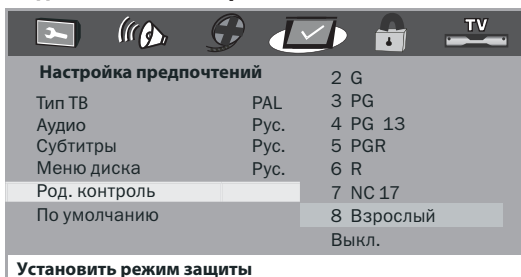 TV
Настройка предпочтений
Тип ТВ PAL
Аудио Рус.
Субтитры Рус.
Меню диска Рус.
Род. контроль
По умолчанию
2 G
3 PG
4 PG 13
5 PGR
6 R
7 NC 17
8 Взрослый
Выкл.
Установить режим защиты